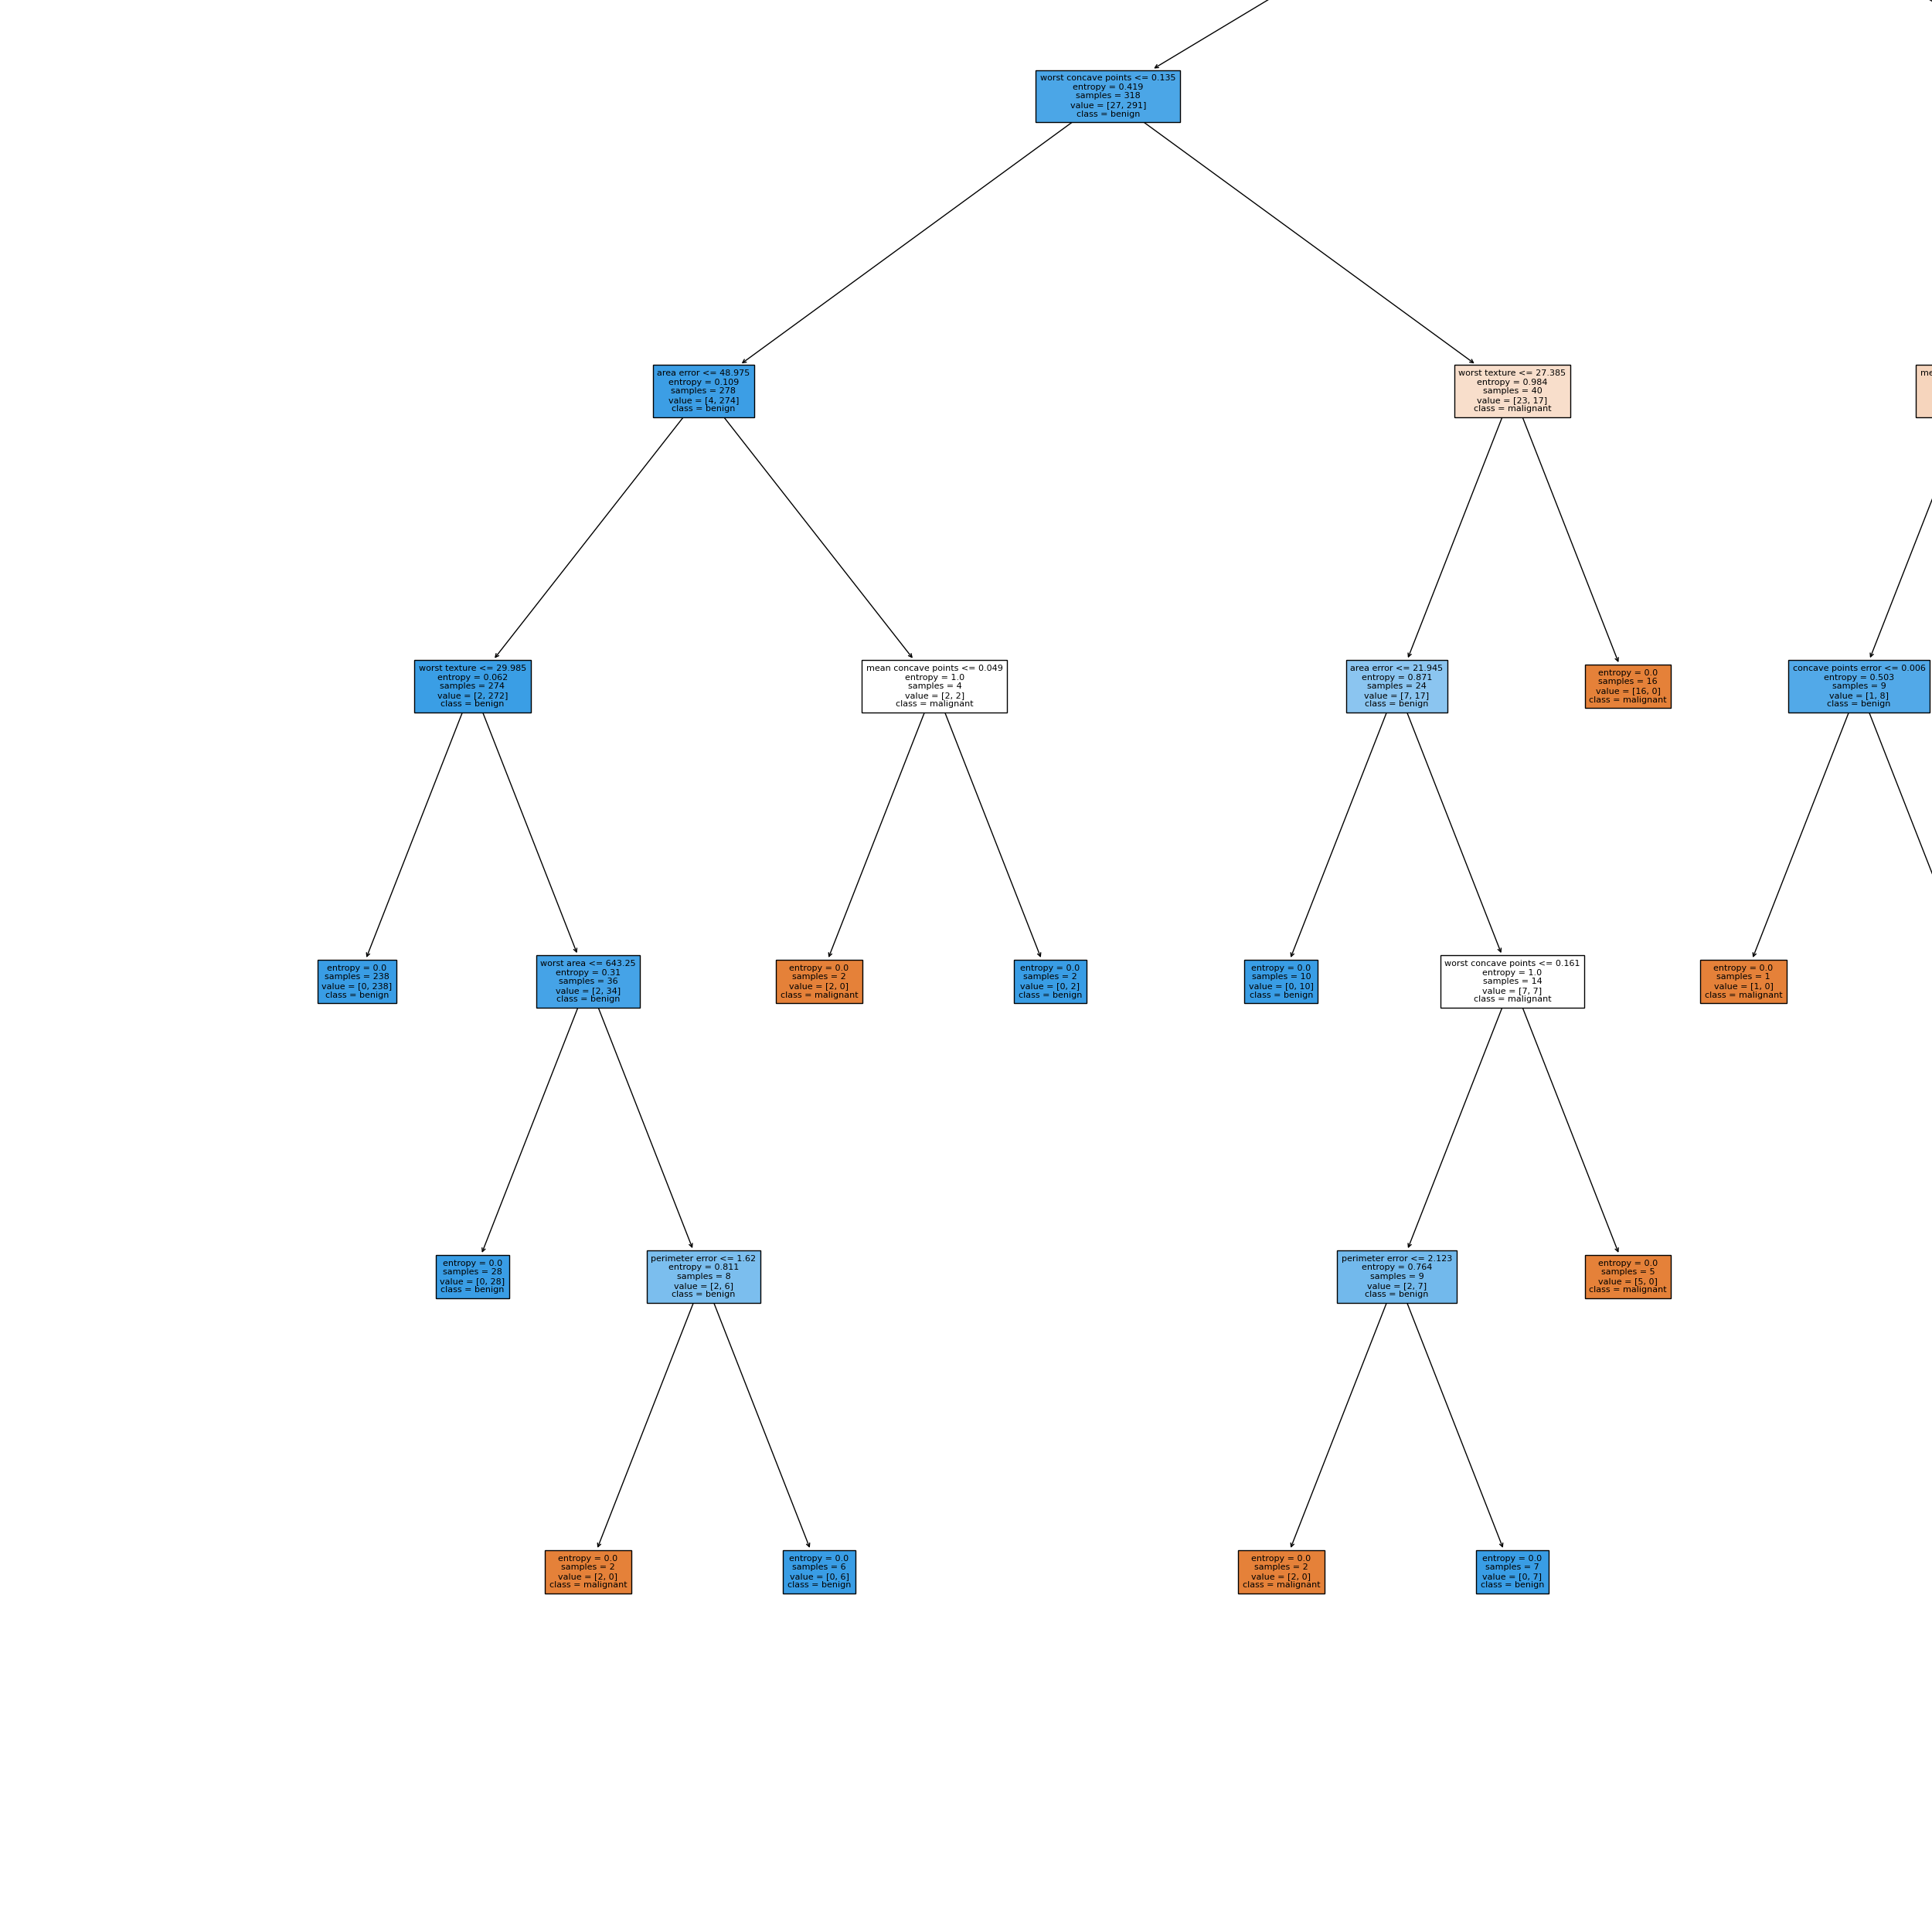 worst concave points <= 0.135
entropy = 0.419
samples = 318
value = [27, 291]
class = benign
area error <= 48.975
entropy = 0.109
samples = 278
value = [4, 274]
class = benign
worst texture <= 27.385
entropy = 0.984
samples = 40
value = [23, 17]
class = malignant
me
worst texture <= 29.985
entropy = 0.062
samples = 274
value = [2, 272]
class = benign
mean concave points <= 0.049
entropy = 1.0
samples = 4
value = [2, 2]
class = malignant
area error <= 21.945
entropy = 0.871
samples = 24
value = [7, 17]
class = benign
entropy = 0.0
samples = 16
value = [16, 0]
class = malignant
concave points error <= 0.006
entropy = 0.503
samples = 9
value = [1, 8]
class = benign
entropy = 0.0
samples = 238
value = [0, 238]
class = benign
worst area <= 643.25
entropy = 0.31
samples = 36
value = [2, 34]
class = benign
entropy = 0.0
samples = 2
value = [2, 0]
class = malignant
entropy = 0.0
samples = 2
value = [0, 2]
class = benign
entropy = 0.0
samples = 10
value = [0, 10]
class = benign
worst concave points <= 0.161
entropy = 1.0
samples = 14
value = [7, 7]
class = malignant
entropy = 0.0
samples = 1
value = [1, 0]
class = malignant
entropy = 0.0
samples = 28
value = [0, 28]
class = benign
perimeter error <= 1.62
entropy = 0.811
samples = 8
value = [2, 6]
class = benign
perimeter error <= 2.123
entropy = 0.764
samples = 9
value = [2, 7]
class = benign
entropy = 0.0
samples = 5
value = [5, 0]
class = malignant
entropy = 0.0
samples = 2
value = [2, 0]
class = malignant
entropy = 0.0
samples = 6
value = [0, 6]
class = benign
entropy = 0.0
samples = 2
value = [2, 0]
class = malignant
entropy = 0.0
samples = 7
value = [0, 7]
class = benign